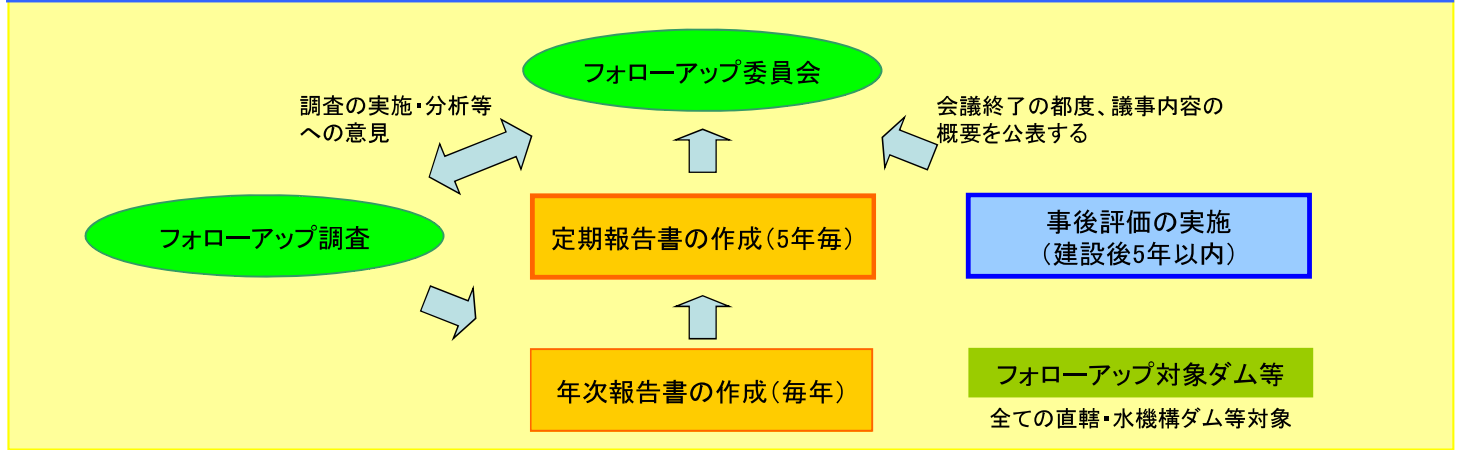 フォローアップ委員会
調査の実施・分析等
への意見
会議終了の都度、議事内容の
概要を公表する
フォローアップ調査
定期報告書の作成（5年毎）
事後評価の実施
（建設後5年以内）
年次報告書の作成（毎年）
フォローアップ対象ダム等
全ての直轄・水機構ダム等対象